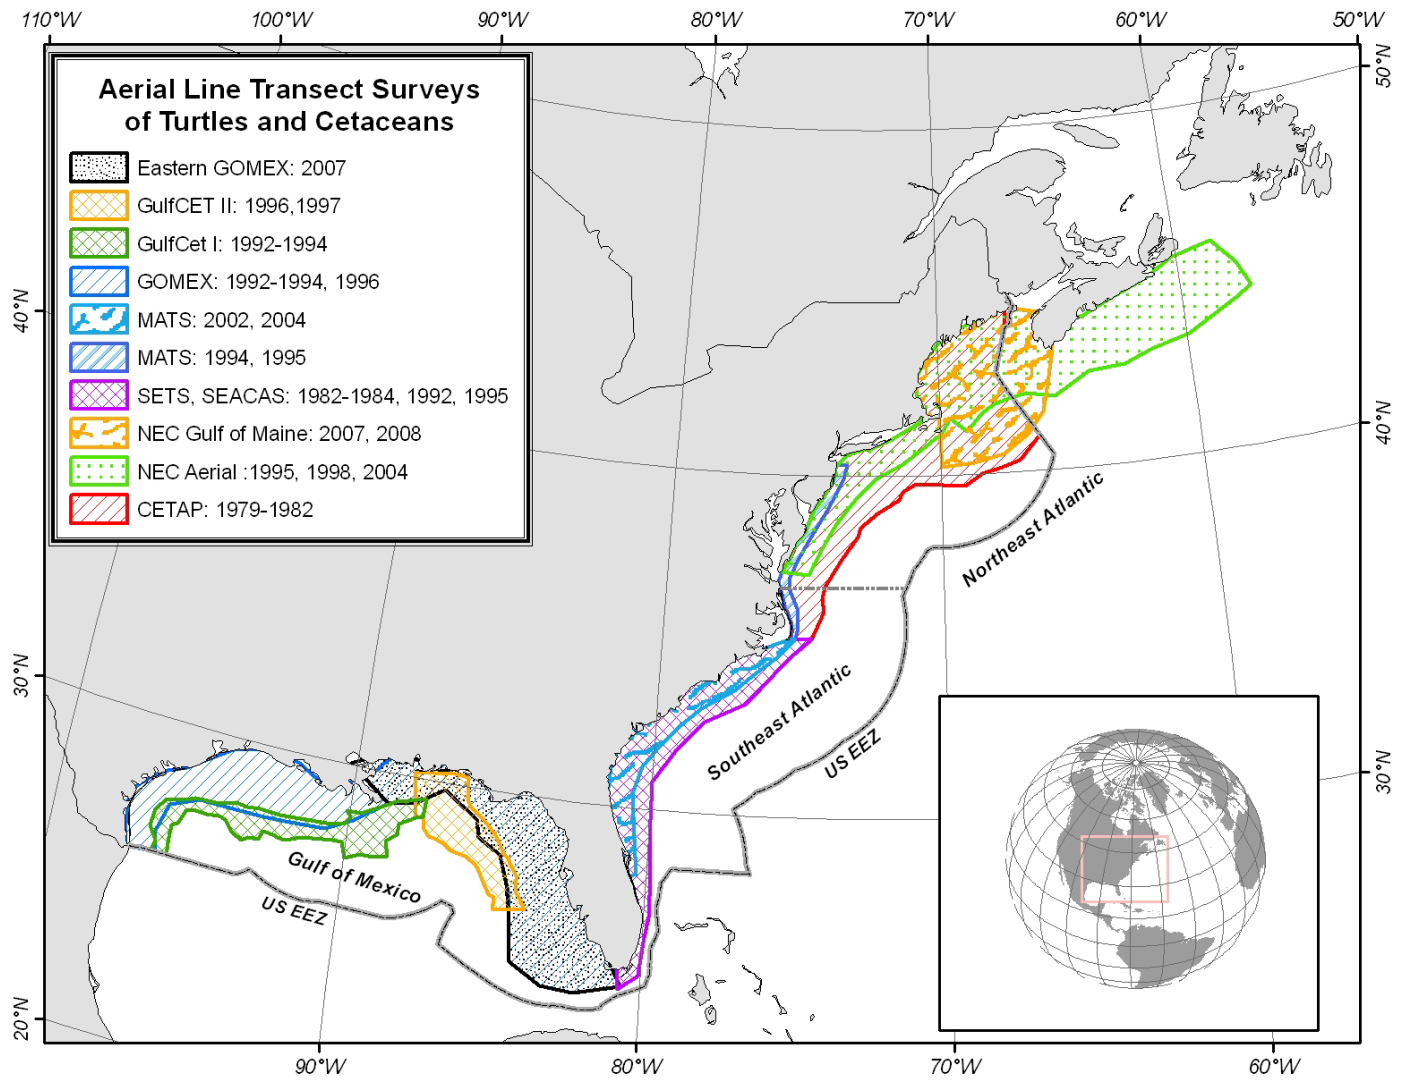 110°W 100°W 90°W 80°W 70°W 60°W 50°W
50°N
Aerial Line Transect Surveys
of Turtles and Cetaceans
Eastern GOMEX: 2007
GulfCET II: 1996,1997
GulfCet I: 1992-1994
GOMEX: 1992-1994, 1996
MATS: 2002, 2004
MATS: 1994, 1995
SETS, SEACAS: 1982-1984, 1992, 1995
NEC Gulf of Maine: 2007, 2008
NEC Aerial :1995, 1998, 2004
CETAP: 1979-1982
40°N
40°N
Northeast Atlantic
30°N
Southeast Atlantic
US EEZ
30°N
Gulf of Mexico
US EEZ
20°N
90°W 80°W 70°W 60°W